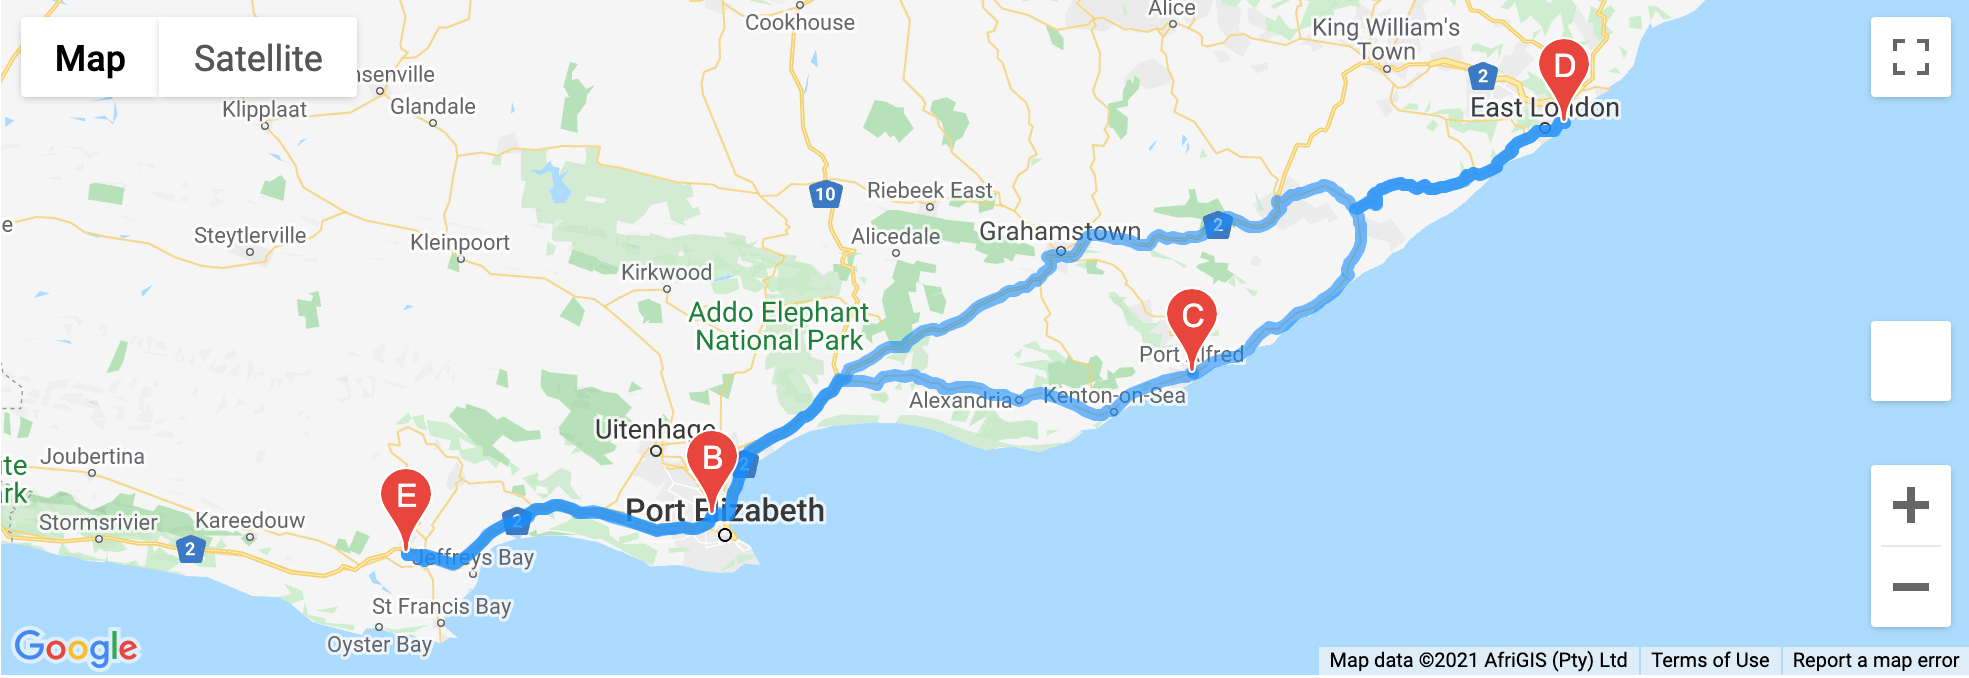 Cookhouse
Alice
King William's
Town
Map
Satellite
nsenville
Klipplaat
Glandale
2
D
East London
10
Riebeek East
e
Steytlerville
Kleinpoort
Alicedale
Grahamstown
2
Kirkwood
Addo Elephant
National Park
C
Port Alfred
Alexandria
Kenton-on-Sea
Uitenhage
B
2
Joubertina
te
rk
E
Port Elizabeth
Stormsrivier
Kareedouw
2
2
Jeffreys Bay
St Francis Bay
Oyster Bay
Google
Map data ©2021 AfriGIS (Pty) Ltd
Terms of Use
Report a map error